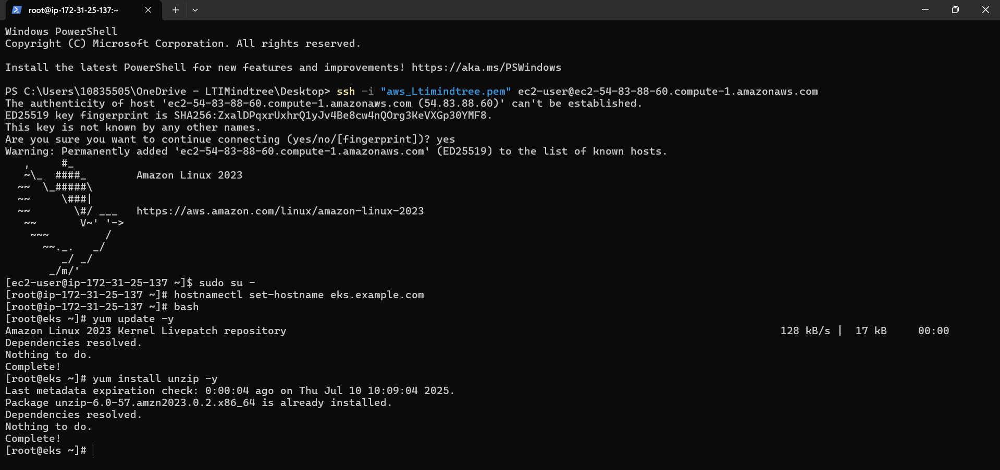 root@ip-172-31-25-137:~
Windows PowerShell
Copyright (C) Microsoft Corporation. All rights reserved.
Install the latest PowerShell for new features and improvements! https://aka.ms/PSWindows
PS C:\Users\10835505\OneDrive - LTIMindtree\Desktop> ssh -i "aws_Ltimindtree.pem" ec2-user@ec2-54-83-88-60.compute-1.amazonaws.com
The authenticity of host 'ec2-54-83-88-60.compute-1.amazonaws.com (54.83.88.60)' can't be established.
ED25519 key fingerprint is SHA256:ZxalDPqxrUxhrQ1yJv4Be8cw4nQOrg3KeVXGp30YMF8.
This key is not known by any other names.
Are you sure you want to continue connecting (yes/no/[fingerprint])? yes
Warning: Permanently added 'ec2-54-83-88-60.compute-1.amazonaws.com' (ED25519) to the list of known hosts.
   ,     #_
   ~\_  ####_        Amazon Linux 2023
  ~~  \_#####\
  ~~     \###|
  ~~       \#/ ___   https://aws.amazon.com/linux/amazon-linux-2023
   ~~       V~' '->
    ~~~         /
      ~~._.   _/
         _/ _/
       _/m/'
[ec2-user@ip-172-31-25-137 ~]$ sudo su -
[root@ip-172-31-25-137 ~]# hostnamectl set-hostname eks.example.com
[root@ip-172-31-25-137 ~]# bash
[root@eks ~]# yum update -y
Amazon Linux 2023 Kernel Livepatch repository 128 kB/s | 17 kB 00:00
Dependencies resolved.
Nothing to do.
Complete!
[root@eks ~]# yum install unzip -y
Last metadata expiration check: 0:00:04 ago on Thu Jul 10 10:09:04 2025.
Package unzip-6.0-57.amzn2023.0.2.x86_64 is already installed.
Dependencies resolved.
Nothing to do.
Complete!
[root@eks ~]#